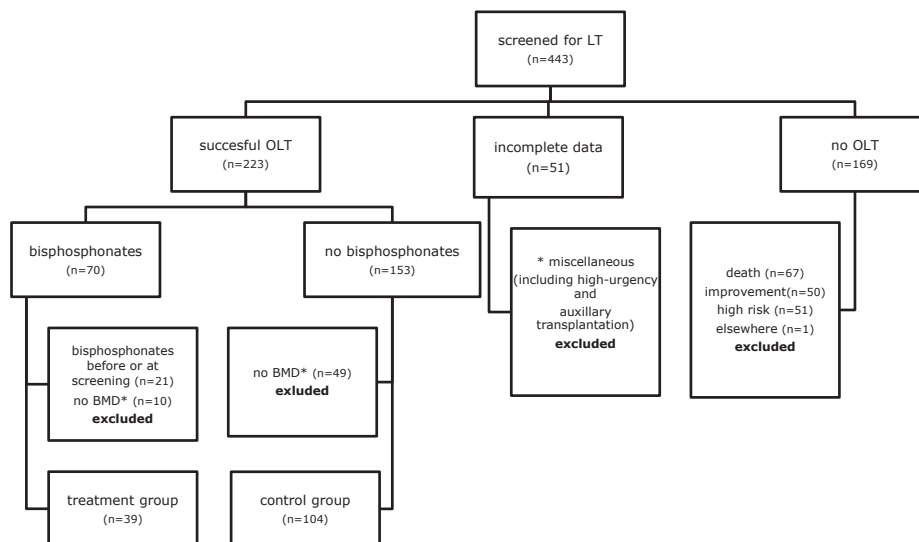 screened for LT
(n=443)
succesful OLT
(n=223)
incomplete data
(n=51)
no OLT
(n=169)
bisphosphonates
(n=70)
no bisphosphonates
(n=153)
* miscellaneous
(including high-urgency
and
auxillary
transplantation)
excluded
death (n=67)
improvement(n=50)
high risk (n=51)
elsewhere (n=1)
excluded
bisphosphonates
before or at
screening (n=21)
no BMD* (n=10)
excluded
no BMD* (n=49)
exluded
treatment group
(n=39)
control group
(n=104)